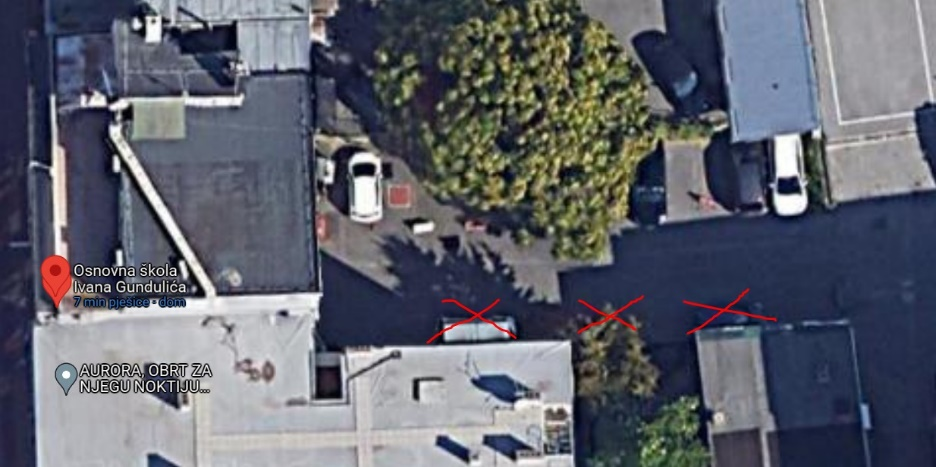 Osnovna škola
Ivana Gundulića
7 min pješice · dom
AURORA, OBRT ZA
NJEGU NOKTIJU...